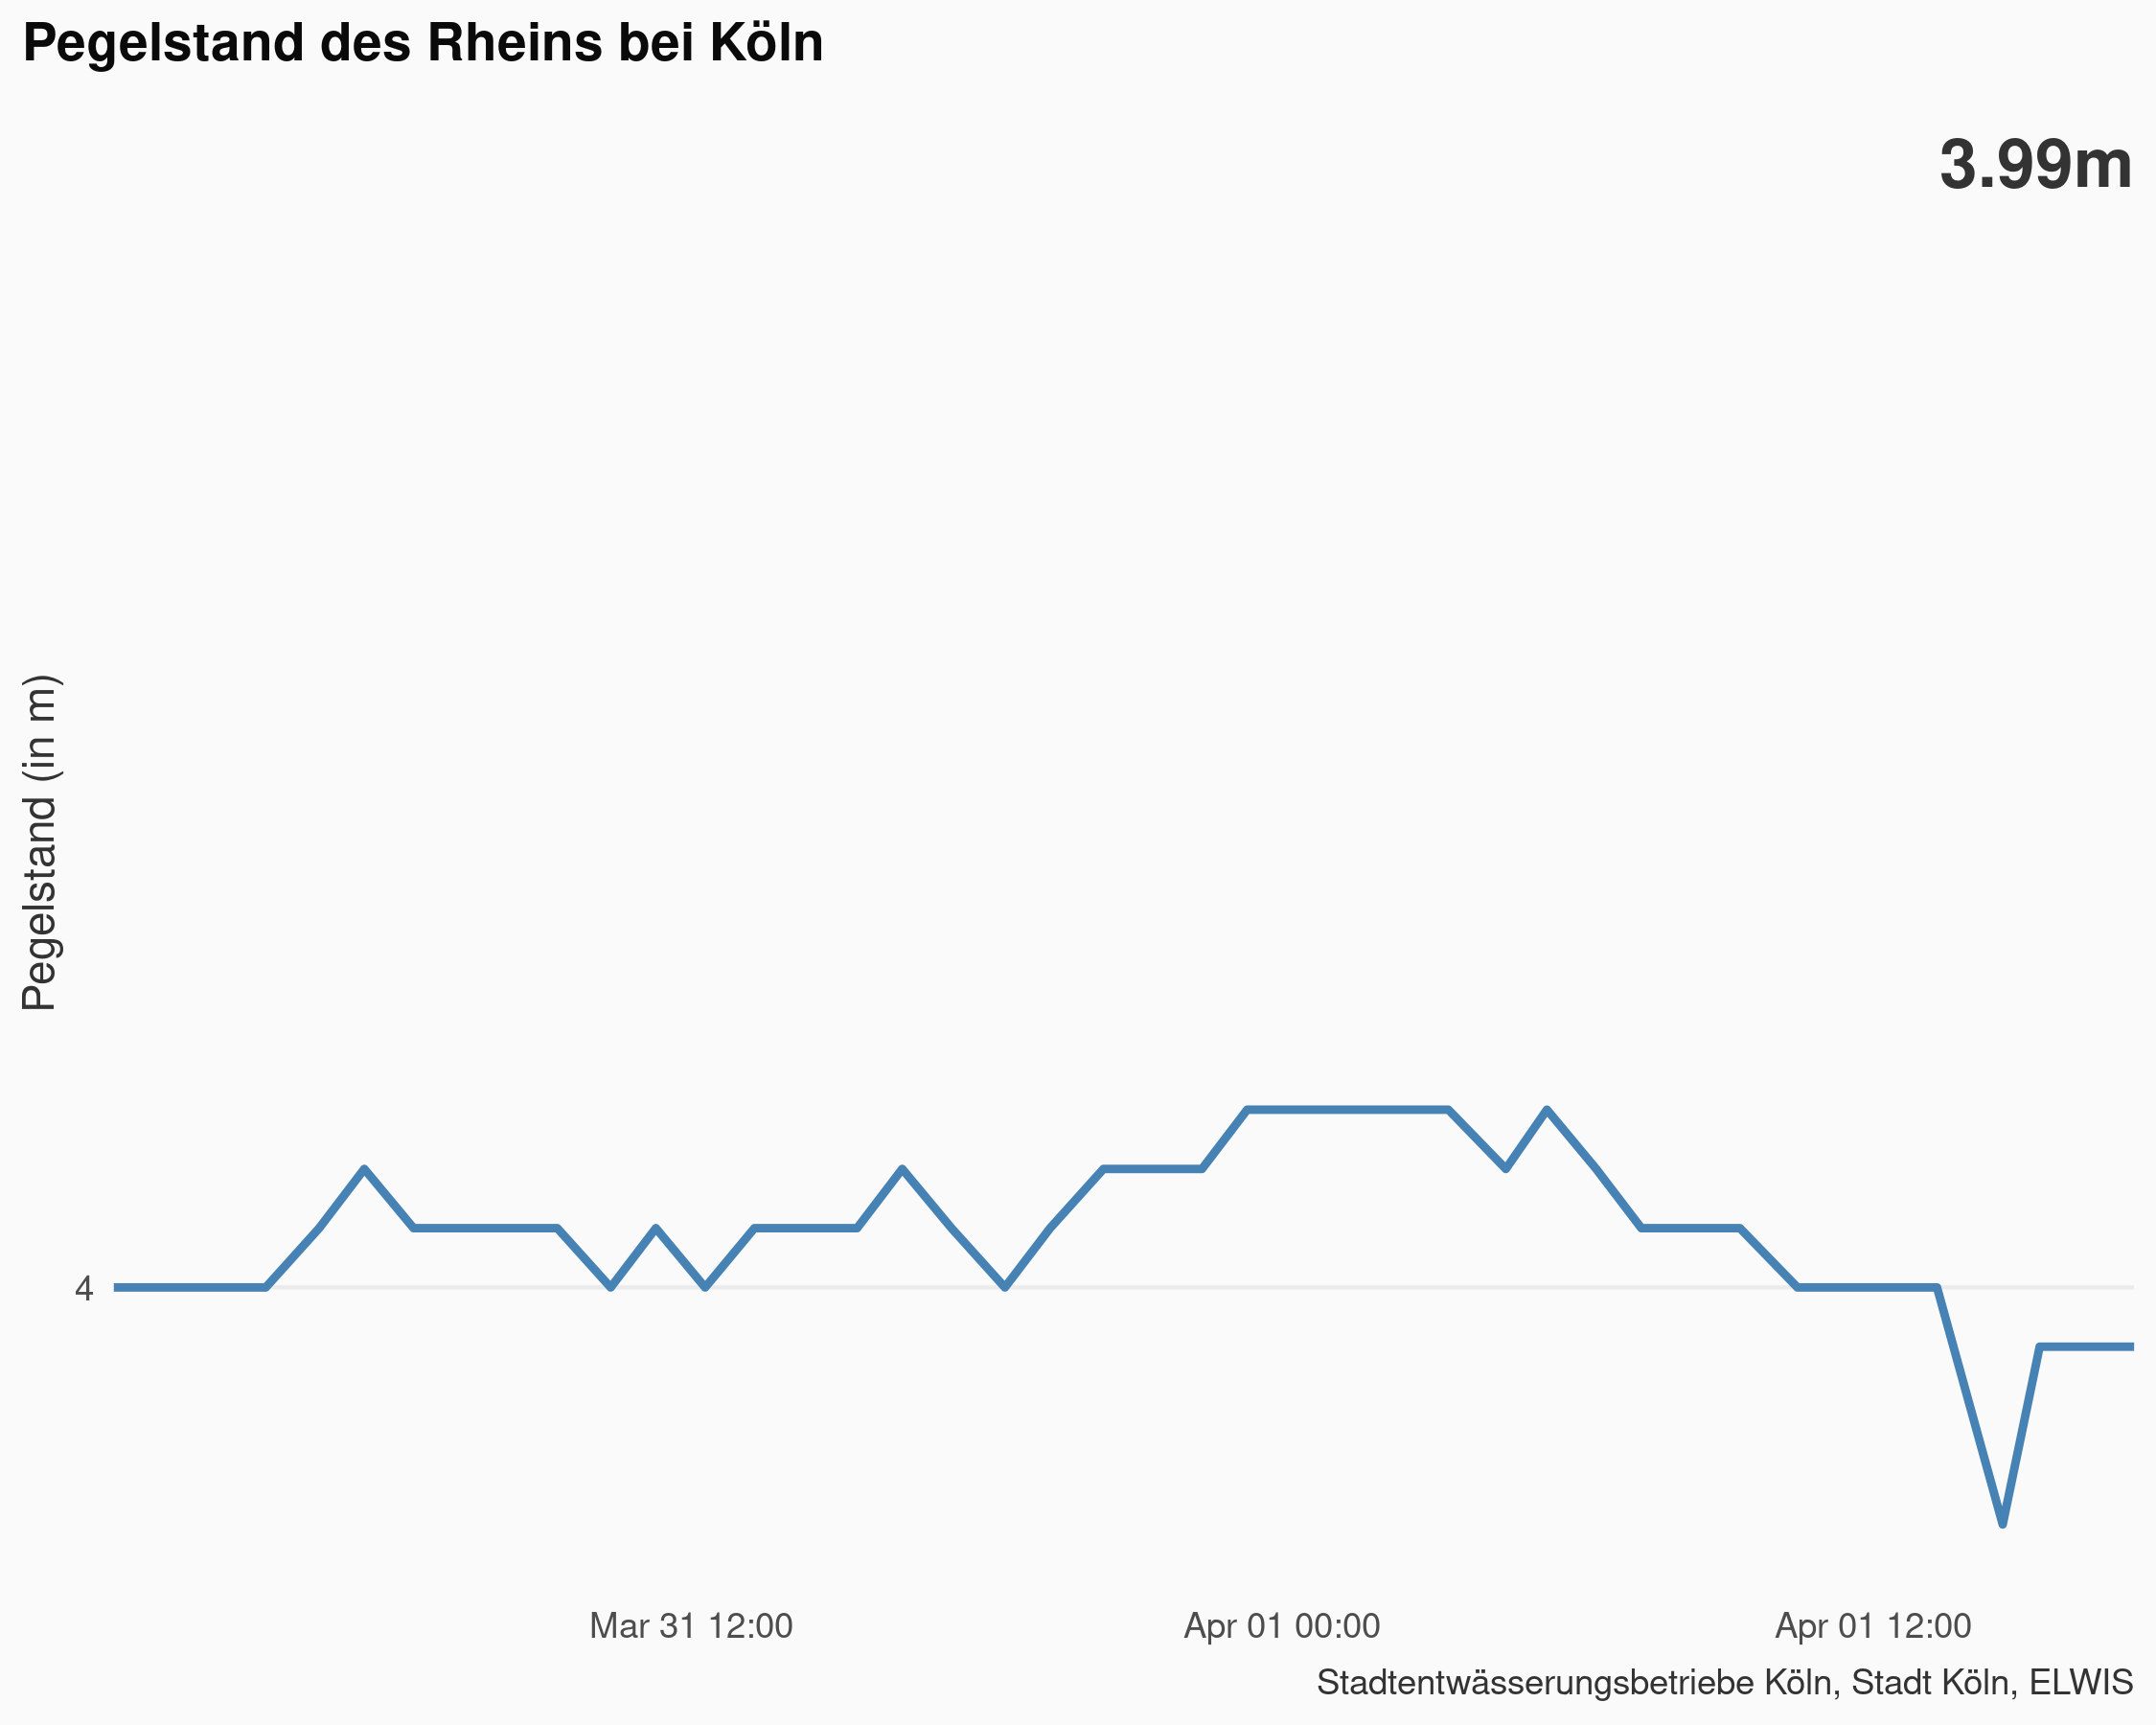 Pegelstand des Rheins bei Köln
3.99m
Pegelstand (in m)
4
Mar 31 12:00
Apr 01 00:00
Apr 01 12:00
Stadtentwässerungsbetriebe Köln, Stadt Köln, ELWIS